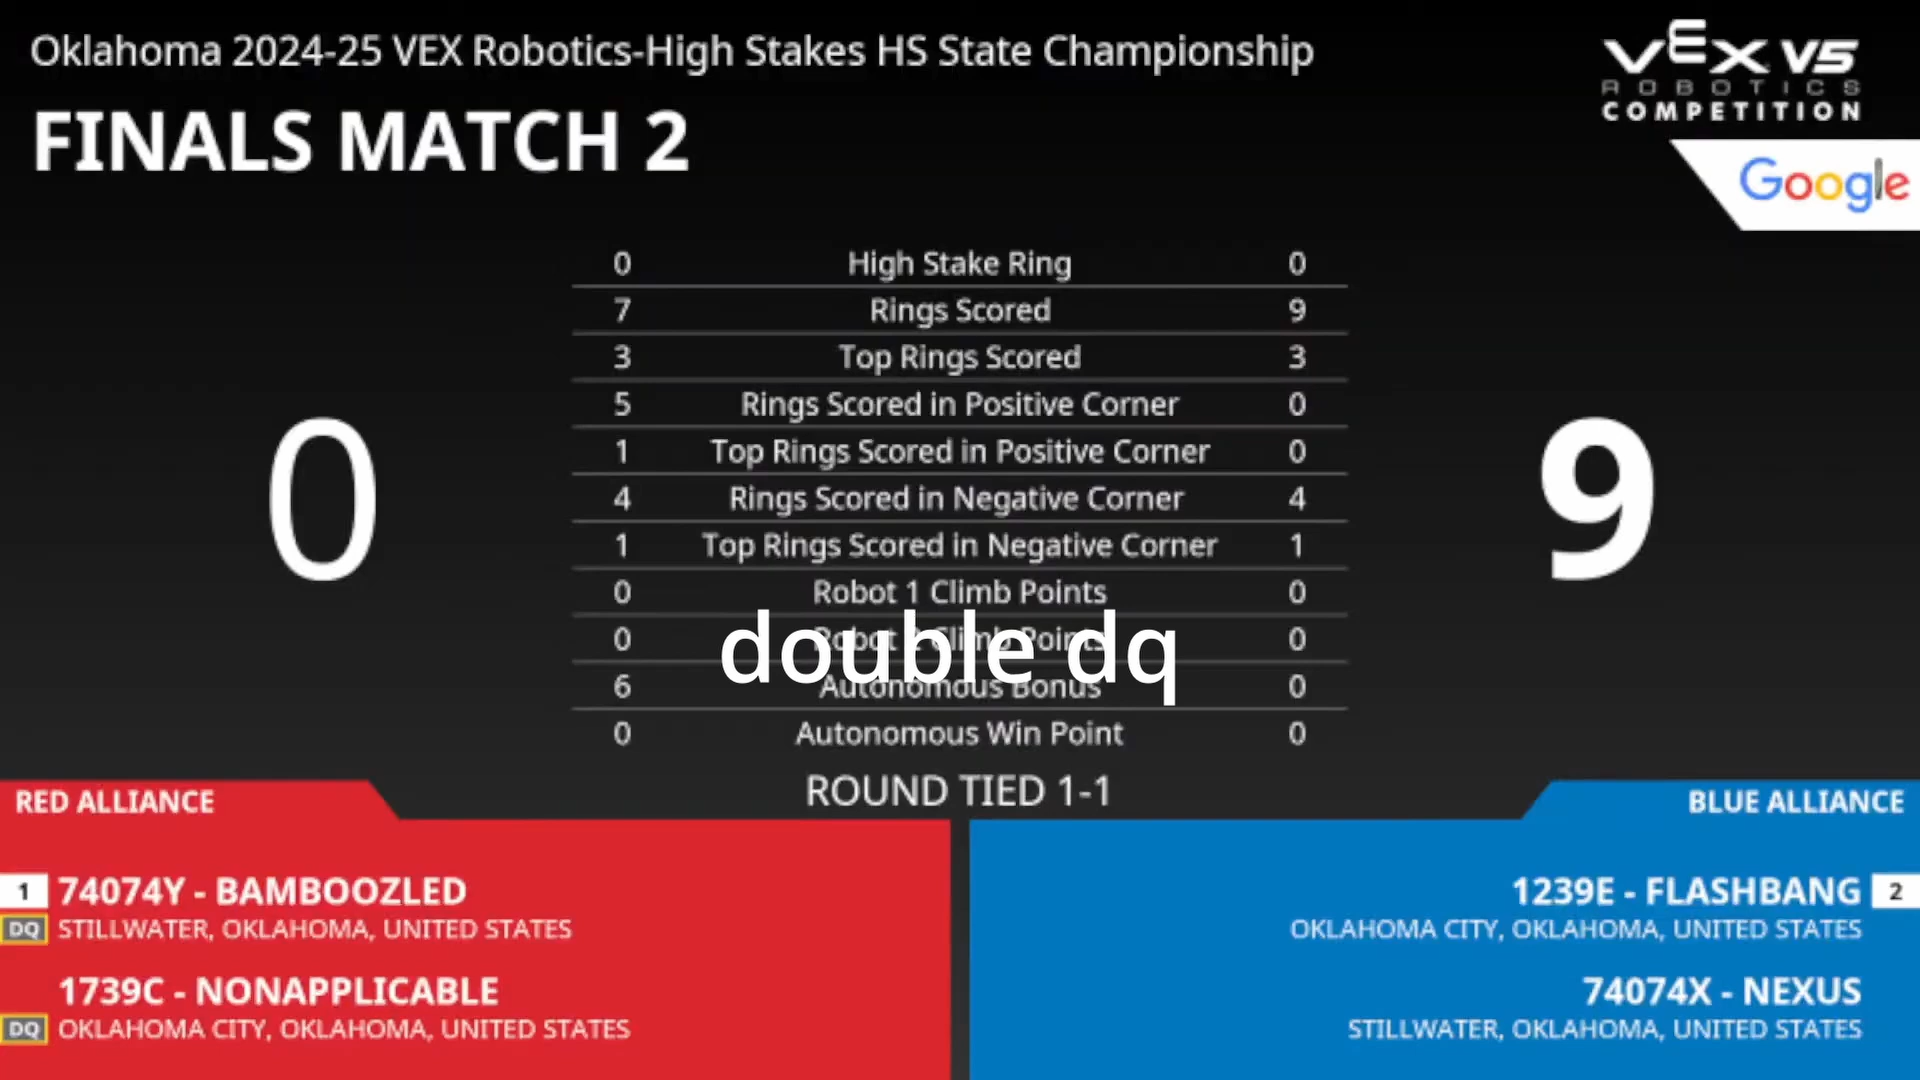 Oklahoma 2024-25 VEX Robotics-High Stakes HS State Championship
VEX V5
ROBOTICS
COMPETITION
FINALS MATCH 2
Google
0 High Stake Ring 0
7 Rings Scored 9
3 Top Rings Scored 3
5 Rings Scored in Positive Corner 0
1 Top Rings Scored in Positive Corner 0
4 Rings Scored in Negative Corner 4
1 Top Rings Scored in Negative Corner 1
0 Robot 1 Climb Points 0
0 Robot 2 Climb Points 0
double dq
6 Autonomous Bonus 0
0 Autonomous Win Point 0
0
9
ROUND TIED 1-1
RED ALLIANCE
1 74074Y - BAMBOOZLED
DQ STILLWATER, OKLAHOMA, UNITED STATES
1739C - NONAPPLICABLE
DQ OKLAHOMA CITY, OKLAHOMA, UNITED STATES
BLUE ALLIANCE
1239E - FLASHBANG 2
OKLAHOMA CITY, OKLAHOMA, UNITED STATES
74074X - NEXUS
STILLWATER, OKLAHOMA, UNITED STATES